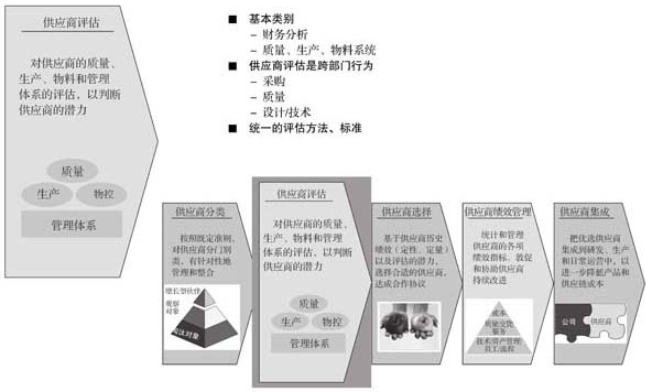 供应商评估
对供应商的质量、
生产、物料和管理
体系的评估，以判断
供应商的潜力
质量
生产
物控
管理体系
■ 基本类别
– 财务分析
– 质量、生产、物料系统
■ 供应商评估是跨部门行为
– 采购
– 质量
– 设计/技术
■ 统一的评估方法、标准
供应商分类
按照既定准则，
对供应商分门别
类，有针对性地
管理和整合
增长型伙伴
观察
对象
淘汰对象
供应商评估
对供应商的质量、
生产、物料和管理
体系的评估，以判断
供应商的潜力
质量
生产
物控
管理体系
供应商选择
基于供应商历史
绩效（定性、定量）
以及评估的潜力，
选择合适的供应商，
达成合作协议
供应商绩效管理
统计和管理
供应商的各项
绩效指标，敦促
和协助供应商
持续改进
成本
质量交货
服务
技术/资产管理/
员工/流程
供应商集成
把优选供应商
集成到研发、生产
和日常运营中，以
进一步降低产品和
供应链成本
公司
供应商